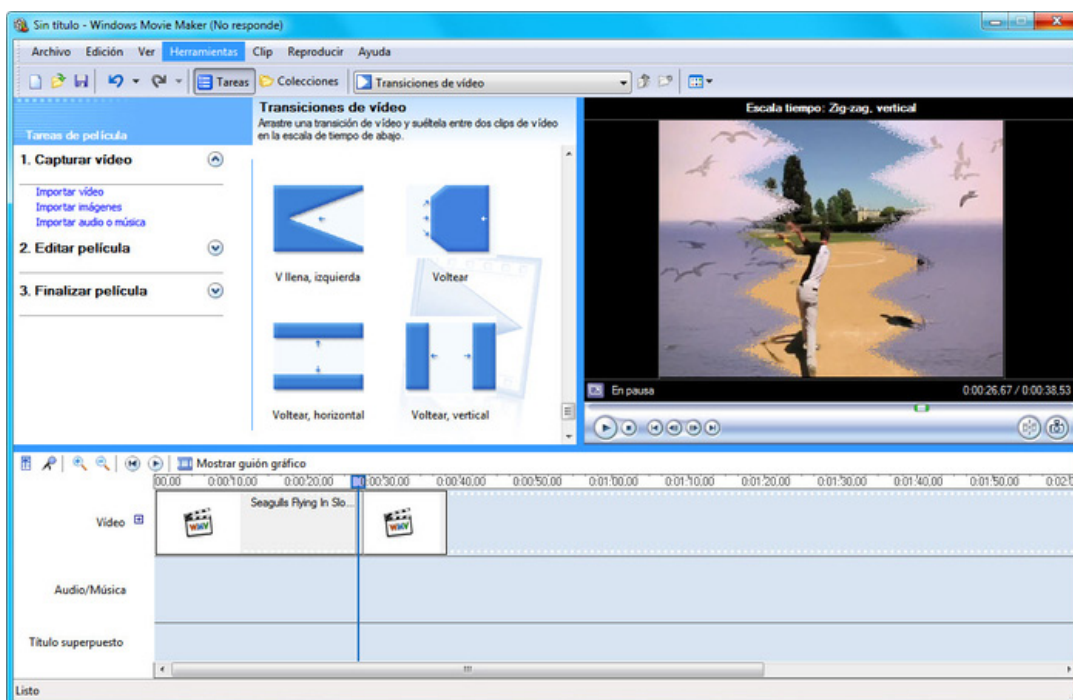 Sin título - Windows Movie Maker (No responde)
Archivo Edición Ver Herramientas Clip Reproducir Ayuda
Tareas Colecciones Transiciones de vídeo
Tareas de película
1. Capturar vídeo
Importar vídeo
Importar imágenes
Importar audio o música
2. Editar película
3. Finalizar película
Transiciones de vídeo
Arrastre una transición de vídeo y suéltela entre dos clips de vídeo
en la escala de tiempo de abajo.
V llena, izquierda
Voltear
Voltear, horizontal
Voltear, vertical
Escala tiempo: Zig-zag, vertical
En pausa
0:00:26,67 / 0:00:38,53
Mostrar guión gráfico
00,00 0:00:10,00 0:00:20,00 0:00:30,00 0:00:40,00 0:00:50,00 0:01:00,00 0:01:10,00 0:01:20,00 0:01:30,00 0:01:40,00 0:01:50,00
Vídeo
WMV
Seagulls Flying In Slo...
WMV
Audio/Música
Título superpuesto
Listo